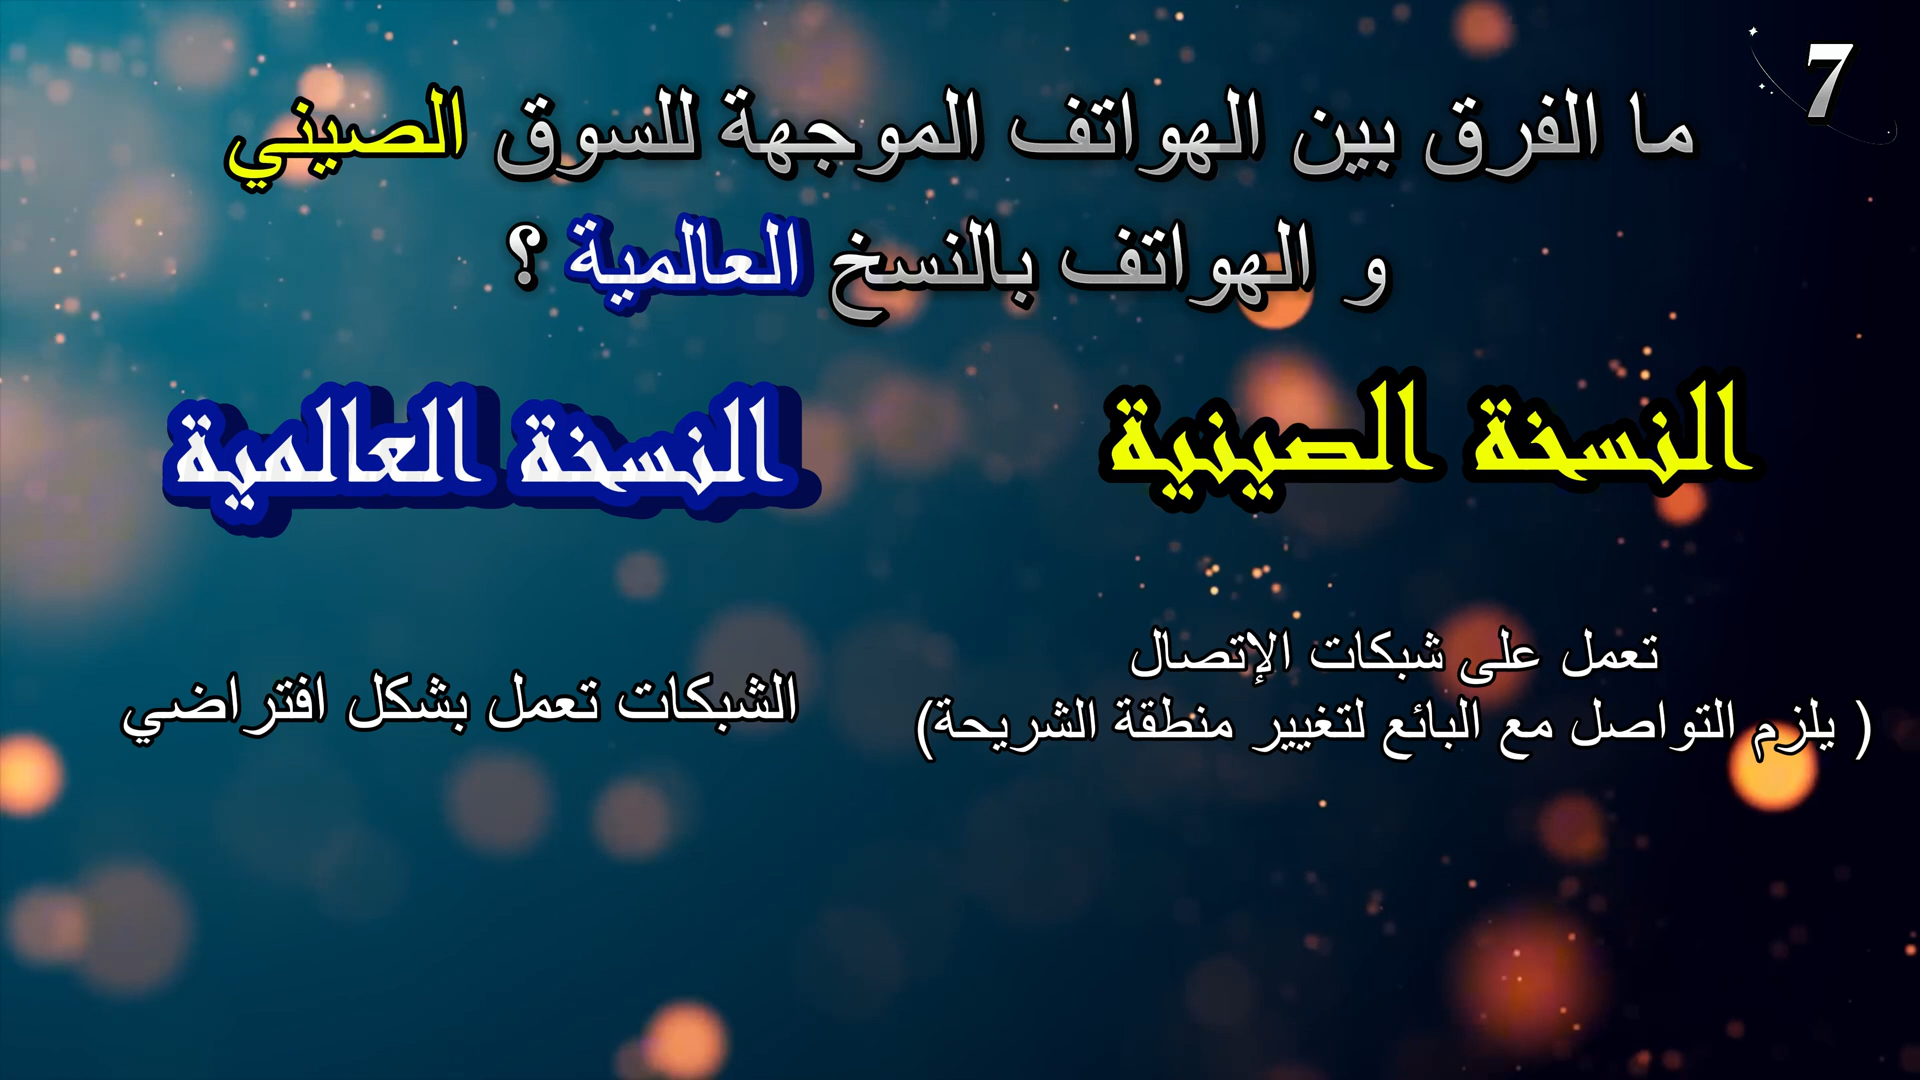 7
ما الفرق بين الهواتف الموجهة للسوق الصيني
و الهواتف بالنسخ العالمية ؟
النسخة الصينية
النسخة العالمية
تعمل على شبكات الإتصال
( يلزم التواصل مع البائع لتغيير منطقة الشريحة)
الشبكات تعمل بشكل افتراضي